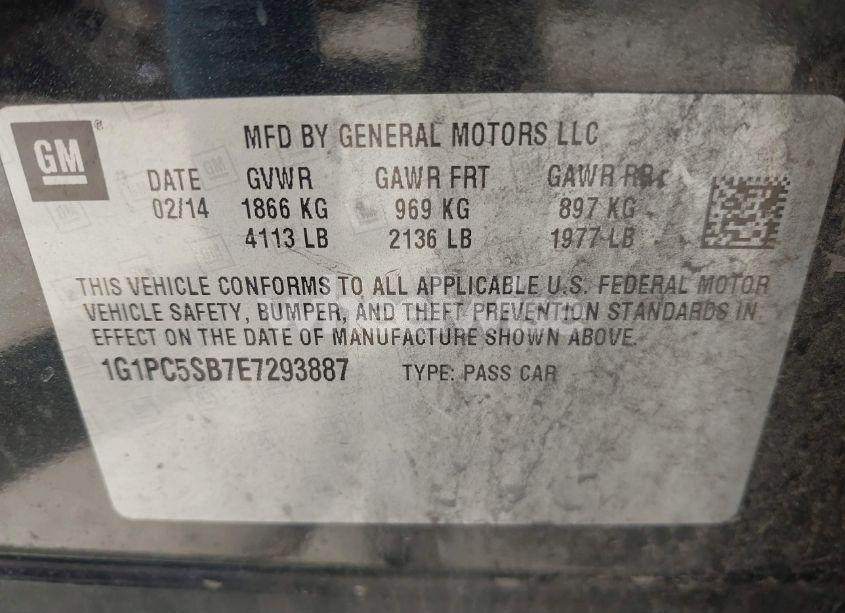 GM®
MFD BY GENERAL MOTORS LLC
DATE GVWR GAWR FRT GAWR RR
02/14 1866 KG 969 KG 897 KG
4113 LB 2136 LB 1977 LB
THIS VEHICLE CONFORMS TO ALL APPLICABLE U.S. FEDERAL MOTOR
VEHICLE SAFETY, BUMPER, AND THEFT PREVENTION STANDARDS IN
EFFECT ON THE DATE OF MANUFACTURE SHOWN ABOVE.
1G1PC5SB7E7293887 TYPE: PASS CAR